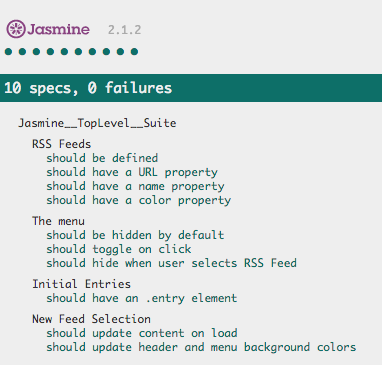 Jasmine 2.1.2
10 specs, 0 failures
Jasmine__TopLevel__Suite
RSS Feeds
should be defined
should have a URL property
should have a name property
should have a color property
The menu
should be hidden by default
should toggle on click
should hide when user selects RSS Feed
Initial Entries
should have an .entry element
New Feed Selection
should update content on load
should update header and menu background colors